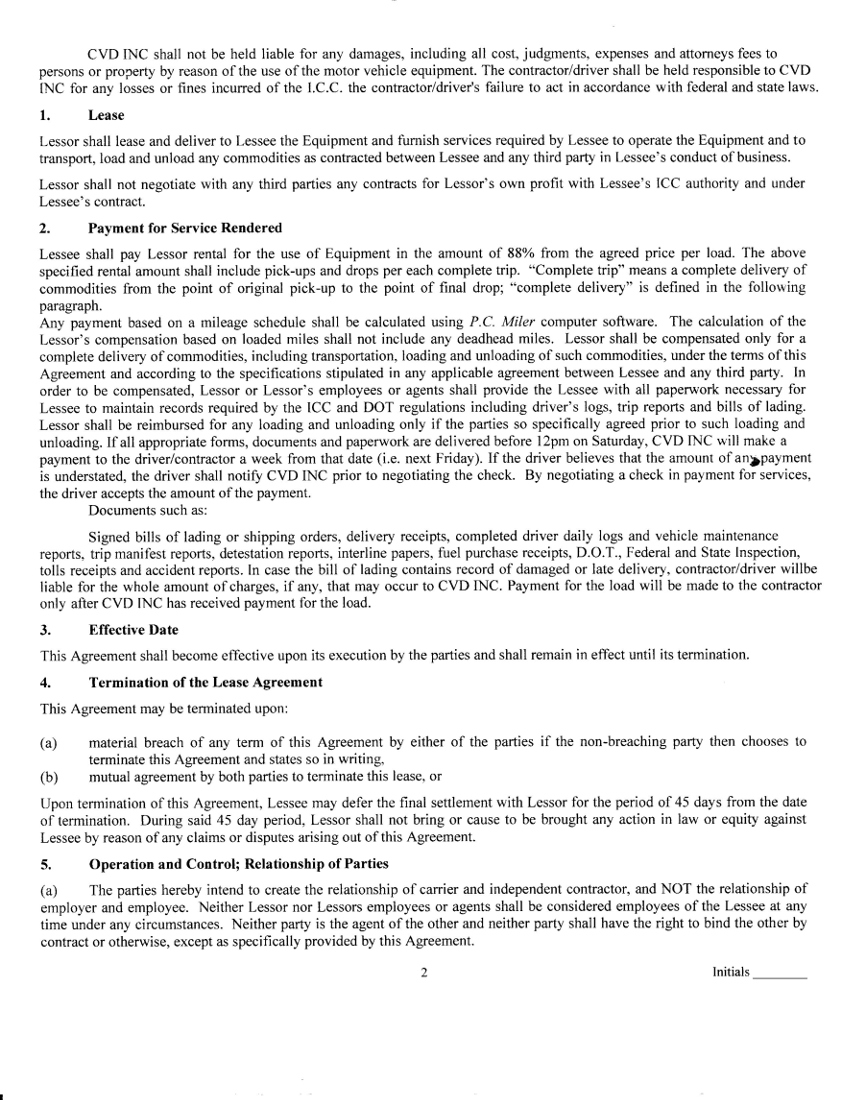 CVD INC shall not be held liable for any damages, including all cost, judgments, expenses and attorneys fees to
persons or property by reason of the use of the motor vehicle equipment. The contractor/driver shall be held responsible to CVD
INC for any losses or fines incurred of the I.C.C. the contractor/driver's failure to act in accordance with federal and state laws.
1. Lease
Lessor shall lease and deliver to Lessee the Equipment and furnish services required by Lessee to operate the Equipment and to
transport, load and unload any commodities as contracted between Lessee and any third party in Lessee's conduct of business.
Lessor shall not negotiate with any third parties any contracts for Lessor's own profit with Lessee's ICC authority and under
Lessee's contract.
2. Payment for Service Rendered
Lessee shall pay Lessor rental for the use of Equipment in the amount of 88% from the agreed price per load. The above
specified rental amount shall include pick-ups and drops per each complete trip. "Complete trip" means a complete delivery of
commodities from the point of original pick-up to the point of final drop; "complete delivery" is defined in the following
paragraph.
Any payment based on a mileage schedule shall be calculated using P.C. Miler computer software. The calculation of the
Lessor's compensation based on loaded miles shall not include any deadhead miles. Lessor shall be compensated only for a
complete delivery of commodities, including transportation, loading and unloading of such commodities, under the terms of this
Agreement and according to the specifications stipulated in any applicable agreement between Lessee and any third party. In
order to be compensated, Lessor or Lessor's employees or agents shall provide the Lessee with all paperwork necessary for
Lessee to maintain records required by the ICC and DOT regulations including driver's logs, trip reports and bills of lading.
Lessor shall be reimbursed for any loading and unloading only if the parties so specifically agreed prior to such loading and
unloading. If all appropriate forms, documents and paperwork are delivered before 12pm on Saturday, CVD INC will make a
payment to the driver/contractor a week from that date (i.e. next Friday). If the driver believes that the amount of any payment
is understated, the driver shall notify CVD INC prior to negotiating the check. By negotiating a check in payment for services,
the driver accepts the amount of the payment.
Documents such as:
Signed bills of lading or shipping orders, delivery receipts, completed driver daily logs and vehicle maintenance
reports, trip manifest reports, detestation reports, interline papers, fuel purchase receipts, D.O.T., Federal and State Inspection,
tolls receipts and accident reports. In case the bill of lading contains record of damaged or late delivery, contractor/driver willbe
liable for the whole amount of charges, if any, that may occur to CVD INC. Payment for the load will be made to the contractor
only after CVD INC has received payment for the load.
3. Effective Date
This Agreement shall become effective upon its execution by the parties and shall remain in effect until its termination.
4. Termination of the Lease Agreement
This Agreement may be terminated upon:
(a) material breach of any term of this Agreement by either of the parties if the non-breaching party then chooses to
terminate this Agreement and states so in writing,
(b) mutual agreement by both parties to terminate this lease, or
Upon termination of this Agreement, Lessee may defer the final settlement with Lessor for the period of 45 days from the date
of termination. During said 45 day period, Lessor shall not bring or cause to be brought any action in law or equity against
Lessee by reason of any claims or disputes arising out of this Agreement.
5. Operation and Control; Relationship of Parties
(a) The parties hereby intend to create the relationship of carrier and independent contractor, and NOT the relationship of
employer and employee. Neither Lessor nor Lessors employees or agents shall be considered employees of the Lessee at any
time under any circumstances. Neither party is the agent of the other and neither party shall have the right to bind the other by
contract or otherwise, except as specifically provided by this Agreement.
2 Initials ________